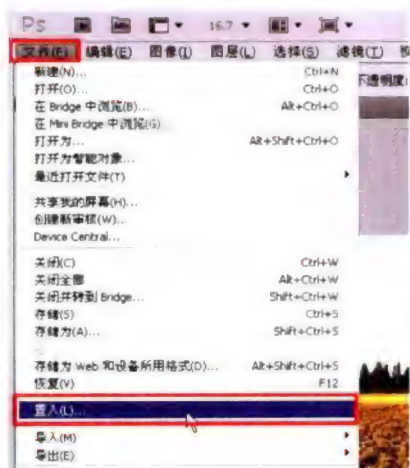 Ps 16.7
文件(F) 编辑(E) 图像(I) 图层(L) 选择(S) 滤镜(T)
不透明度:
新建(N)... Ctrl+N
打开(O)... Ctrl+O
在 Bridge 中浏览(B)... Alt+Ctrl+O
在 Mini Bridge 中浏览(G)
打开为... Alt+Shift+Ctrl+O
打开为智能对象...
最近打开文件(T)
共享我的屏幕(H)...
创建新审核(W)...
Device Central...
关闭(C) Ctrl+W
关闭全部 Alt+Ctrl+W
关闭并转到 Bridge... Shift+Ctrl+W
存储(S) Ctrl+S
存储为(A)... Shift+Ctrl+S
存储为 Web 和设备所用格式(D)... Alt+Shift+Ctrl+S
恢复(V) F12
置入(L)...
导入(M)
导出(E)